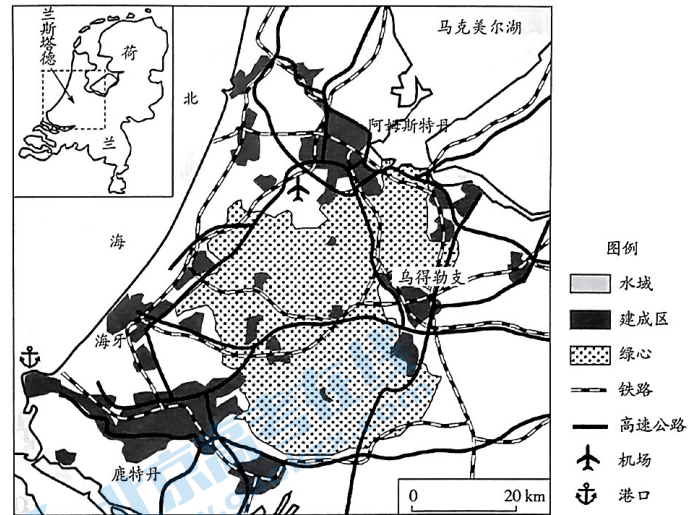 兰斯塔德
荷
兰
北
海
马克美尔湖
阿姆斯特丹
乌得勒支
海牙
鹿特丹
0 20 km
图例
水域
建成区
绿心
铁路
高速公路
机场
港口